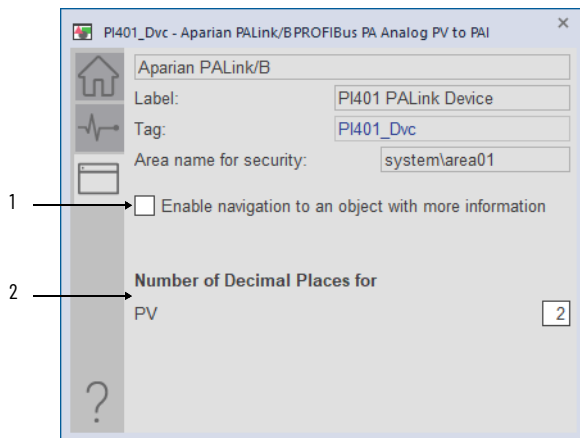 PI401_Dvc - Aparian PALink/BPROFIBus PA Analog PV to PAI
Aparian PALink/B
Label: PI401 PALink Device
Tag: PI401_Dvc
Area name for security: system\area01
1
Enable navigation to an object with more information
Number of Decimal Places for
2
PV 2
?